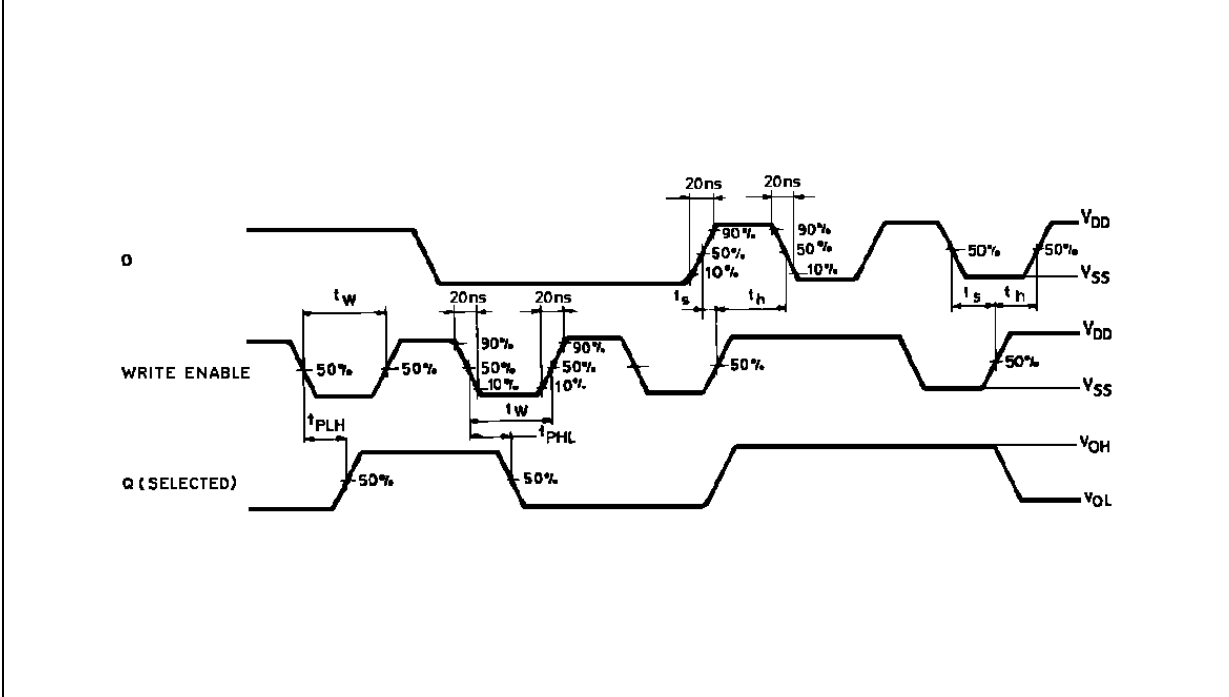 20ns 20ns
D 90% 50% 10% 90% 50% 10% 50% 50% VDD VSS
ts th ts th
tW 20ns 20ns
WRITE ENABLE 50% 50% 90% 50% 10% 90% 50% 10% 50% 50% VDD VSS
tW
tPLH tPHL
Q (SELECTED) 50% 50% VOH VOL